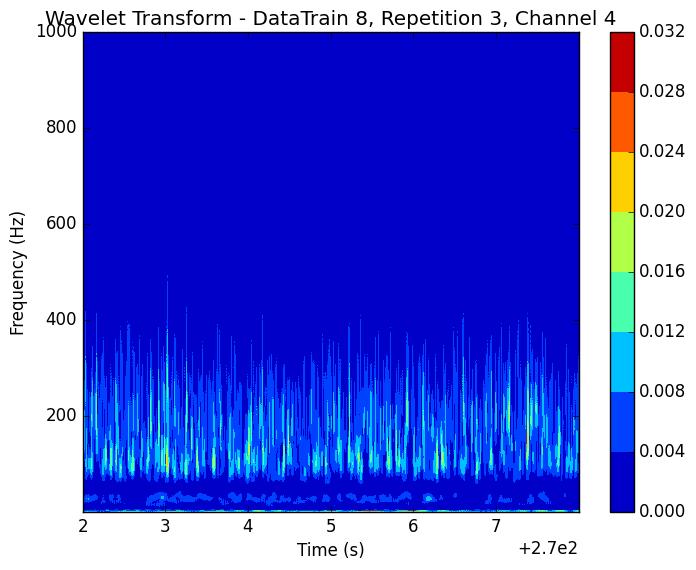 Wavelet Transform - DataTrain 8, Repetition 3, Channel 4
1000
800
600
400
200
Frequency (Hz)
2 3 4 5 6 7
Time (s)
+2.7e2
0.032
0.028
0.024
0.020
0.016
0.012
0.008
0.004
0.000